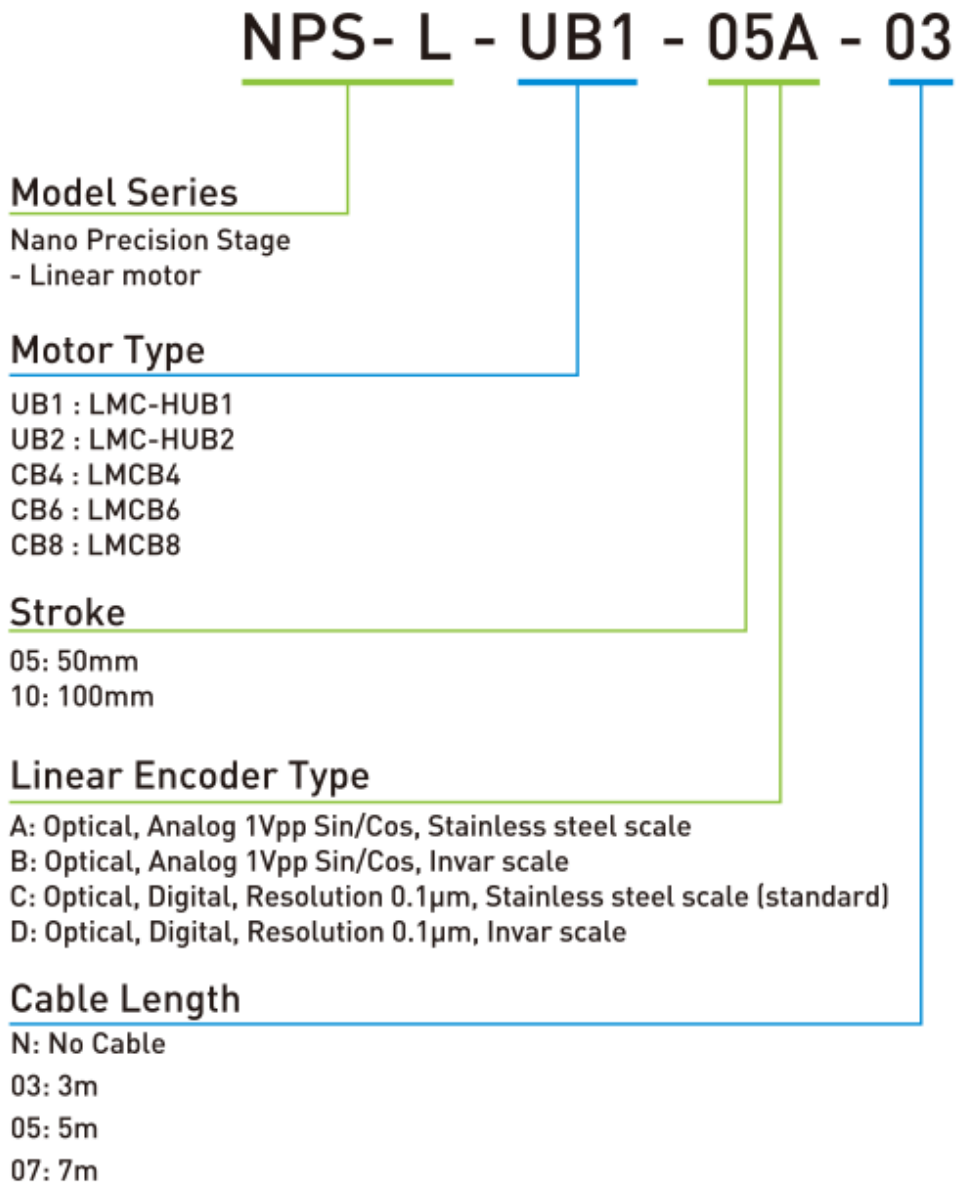 NPS- L - UB1 - 05A - 03
Model Series
Nano Precision Stage
- Linear motor
Motor Type
UB1 : LMC-HUB1
UB2 : LMC-HUB2
CB4 : LMCB4
CB6 : LMCB6
CB8 : LMCB8
Stroke
05: 50mm
10: 100mm
Linear Encoder Type
A: Optical, Analog 1Vpp Sin/Cos, Stainless steel scale
B: Optical, Analog 1Vpp Sin/Cos, Invar scale
C: Optical, Digital, Resolution 0.1μm, Stainless steel scale (standard)
D: Optical, Digital, Resolution 0.1μm, Invar scale
Cable Length
N: No Cable
03: 3m
05: 5m
07: 7m